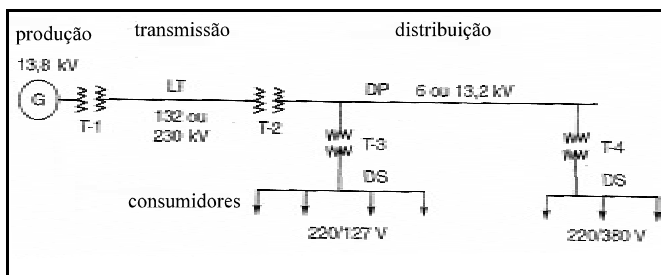 produção transmissão distribuição
13,8 kV
G
LT
DP 6 ou 13,2 kV
T-1
132 ou
230 kV
T-2
T-3
T-4
DS
DS
consumidores
220/127 V
220/380 V